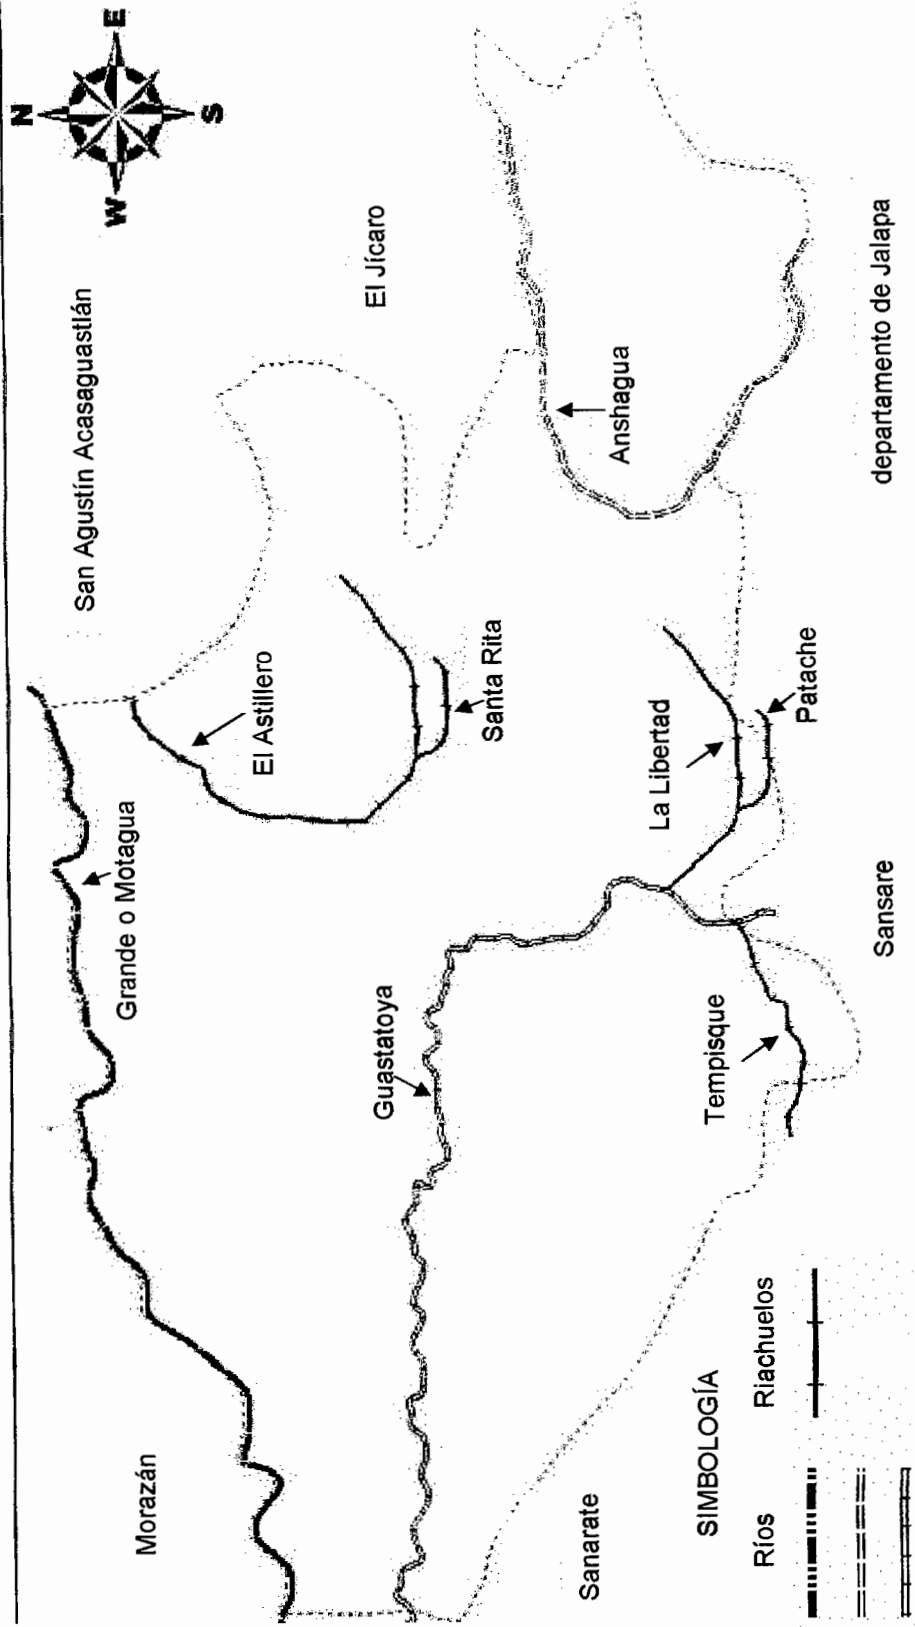 N
E
W
S
San Agustín Acasaguastlán
El Jícaro
Morazán
Grande o Motagua
El Astillero
Santa Rita
Anshagua
Guastatoya
La Libertad
Patache
Tempisque
departamento de Jalapa
Sansare
Sanarate
SIMBOLOGÍA
Ríos
Riachuelos